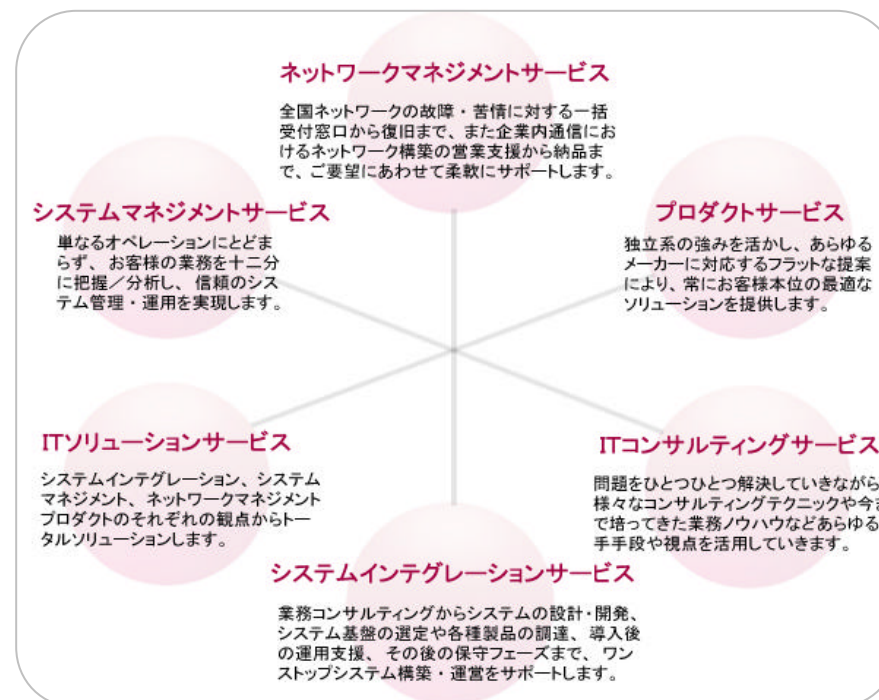 ネットワークマネジメントサービス
全国ネットワークの故障・苦情に対する一括
受付窓口から復旧まで、また企業内通信にお
けるネットワーク構築の営業支援から納品ま
で、ご要望にあわせて柔軟にサポートします。
システムマネジメントサービス
単なるオペレーションにとどま
らず、お客様の業務を十二分
に把握／分析し、信頼のシス
テム管理・運用を実現します。
プロダクトサービス
独立系の強みを活かし、あらゆる
メーカーに対応するフラットな提案
により、常にお客様本位の最適な
ソリューションを提供します。
ITソリューションサービス
システムインテグレーション、システム
マネジメント、ネットワークマネジメント
プロダクトのそれぞれの観点からトー
タルソリューションします。
ITコンサルティングサービス
問題をひとつひとつ解決していきながら
様々なコンサルティングテクニックや今ま
で培ってきた業務ノウハウなどあらゆる
手手段や視点を活用していきます。
システムインテグレーションサービス
業務コンサルティングからシステムの設計・開発、
システム基盤の選定や各種製品の調達、導入後
の運用支援、その後の保守フェーズまで、ワン
ストップシステム構築・運営をサポートします。